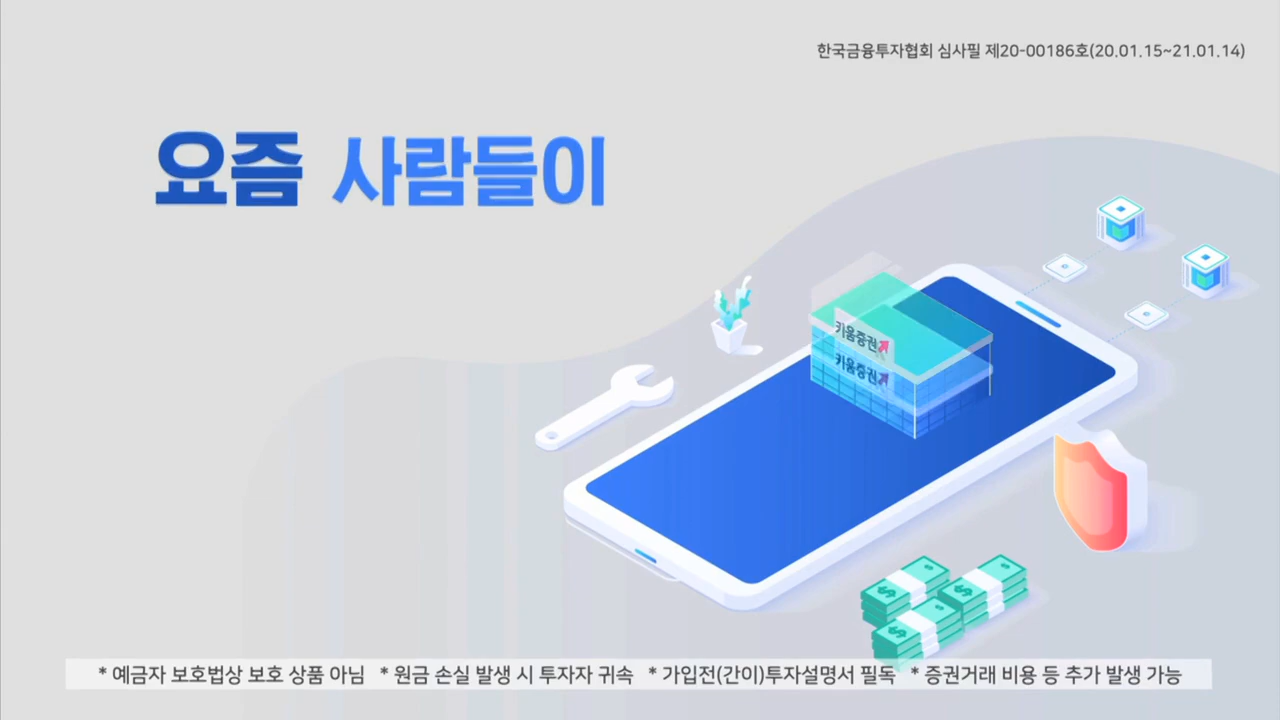 한국금융투자협회 심사필 제20-00186호(20.01.15~21.01.14)
요즘 사람들이
키움증권
키움증권
* 예금자 보호법상 보호 상품 아님 * 원금 손실 발생 시 투자자 귀속 * 가입전(간이)투자설명서 필독 * 증권거래 비용 등 추가 발생 가능